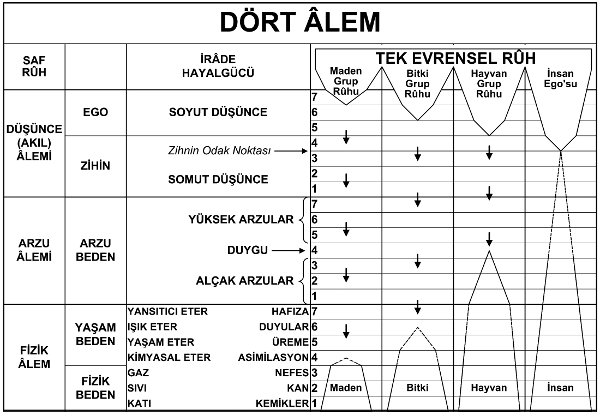 DÖRT ÂLEM
SAF RÛH
İRÂDE HAYALGÜCÜ
TEK EVRENSEL RÛH
Maden Grup Rûhu
Bitki Grup Rûhu
Hayvan Grup Rûhu
İnsan Ego'su
DÜŞÜNCE (AKIL) ÂLEMİ
EGO
SOYUT DÜŞÜNCE
7
6
5
ZİHİN
Zihnin Odak Noktası
4
3
SOMUT DÜŞÜNCE
2
1
ARZU ÂLEMİ
ARZU BEDEN
YÜKSEK ARZULAR
7
6
5
DUYGU
4
ALÇAK ARZULAR
3
2
1
FİZİK ÂLEM
YAŞAM BEDEN
YANSITICI ETER HAFIZA 7
IŞIK ETER DUYULAR 6
YAŞAM ETER ÜREME 5
KİMYASAL ETER ASİMİLASYON 4
FİZİK BEDEN
GAZ NEFES 3
SIVI KAN 2
KATI KEMİKLER 1
Maden
Bitki
Hayvan
İnsan